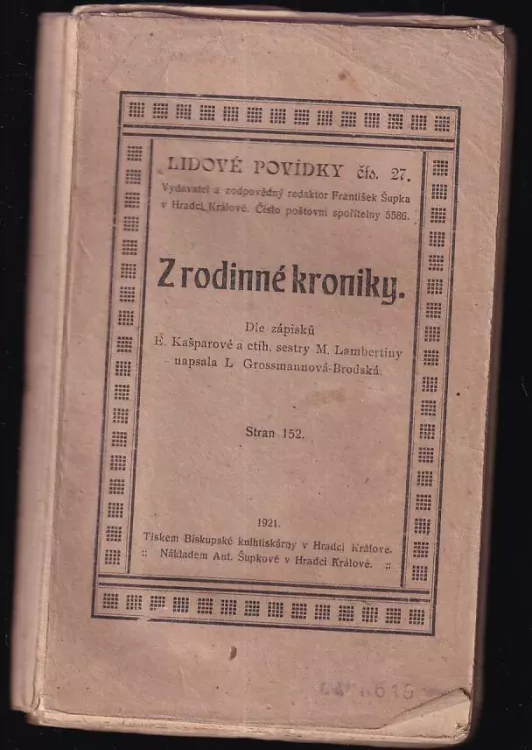 LIDOVÉ POVÍDKY čís. 27.
Vydavatel a zodpovědný redaktor František Šupka
v Hradci Králové. Číslo poštovní spořitelny 5586.
Z rodinné kroniky.
Dle zápisků
E. Kašparové a ctih. sestry M. Lambertiny
napsala L. Grossmannová-Brodská.
Stran 152.
1921.
Tiskem Biskupské knihtiskárny v Hradci Králové.
:: Nákladem Ant. Šupkové v Hradci Králové. ::